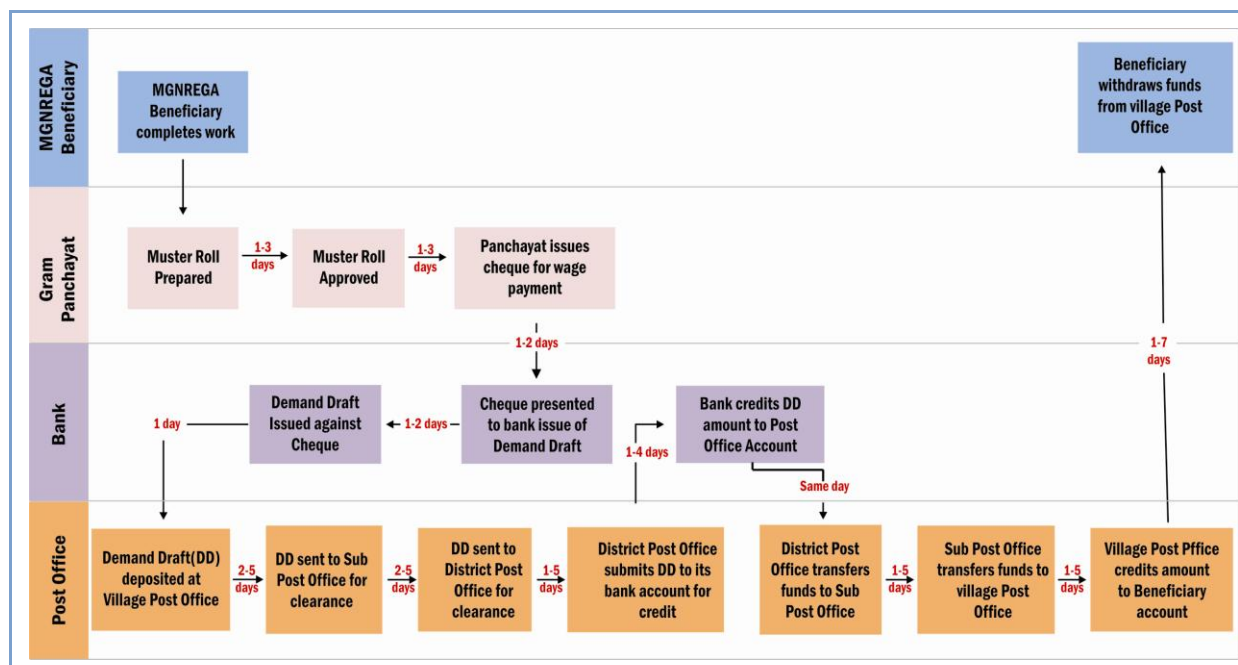 MGNREGA
Beneficiary
MGNREGA
Beneficiary
completes work
Beneficiary
withdraws funds
from village Post
Office
Gram
Panchayat
Muster Roll
Prepared
1-3
days
Muster Roll
Approved
1-3
days
Panchayat issues
cheque for wage
payment
1-2 days
1-7
days
Bank
1 day
Demand Draft
Issued against
Cheque
1-2 days
Cheque presented
to bank issue of
Demand Draft
1-4 days
Bank credits DD
amount to Post
Office Account
Same day
Post Office
Demand Draft(DD)
deposited at
Village Post Office
2-5
days
DD sent to Sub
Post Office for
clearance
2-5
days
DD sent to
District Post
Office for
clearance
1-5
days
District Post Office
submits DD to its
bank account for
credit
District Post
Office transfers
funds to Sub
Post Office
1-5
days
Sub Post Office
transfers funds to
village Post
Office
1-5
days
Village Post Pffice
credits amount
to Beneficiary
account